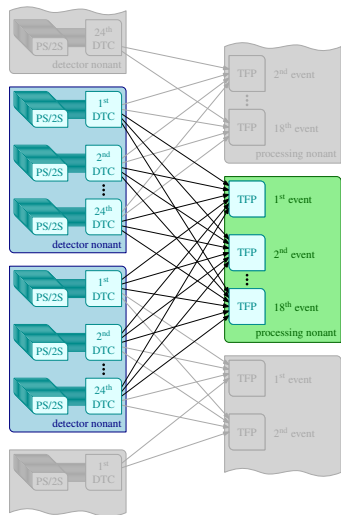 24th
PS/2S DTC
detector nonant
1st
PS/2S DTC
2nd
PS/2S DTC
24th
PS/2S DTC
detector nonant
1st
PS/2S DTC
2nd
PS/2S DTC
24th
PS/2S DTC
detector nonant
1st
PS/2S DTC
TFP 2nd event
TFP 18th event
processing nonant
TFP 1st event
TFP 2nd event
TFP 18th event
processing nonant
TFP 1st event
TFP 2nd event